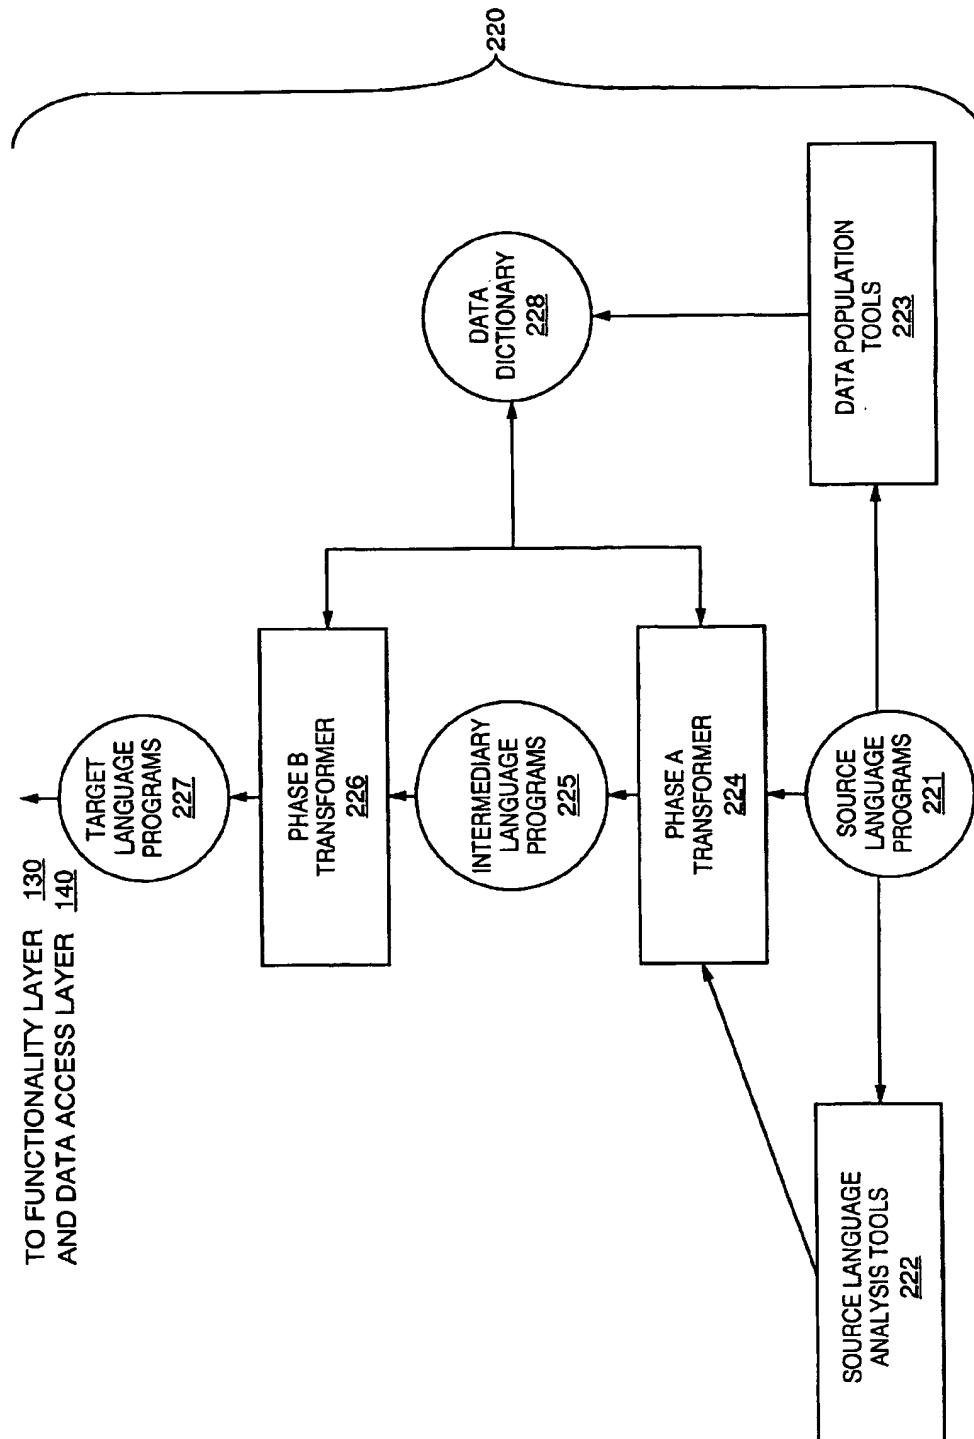 TO FUNCTIONALITY LAYER 130
AND DATA ACCESS LAYER 140
TARGET
LANGUAGE
PROGRAMS
227
PHASE B
TRANSFORMER
226
INTERMEDIARY
LANGUAGE
PROGRAMS
225
PHASE A
TRANSFORMER
224
SOURCE
LANGUAGE
PROGRAMS
221
SOURCE LANGUAGE
ANALYSIS TOOLS
222
DATA
DICTIONARY
228
DATA POPULATION
TOOLS
223
220